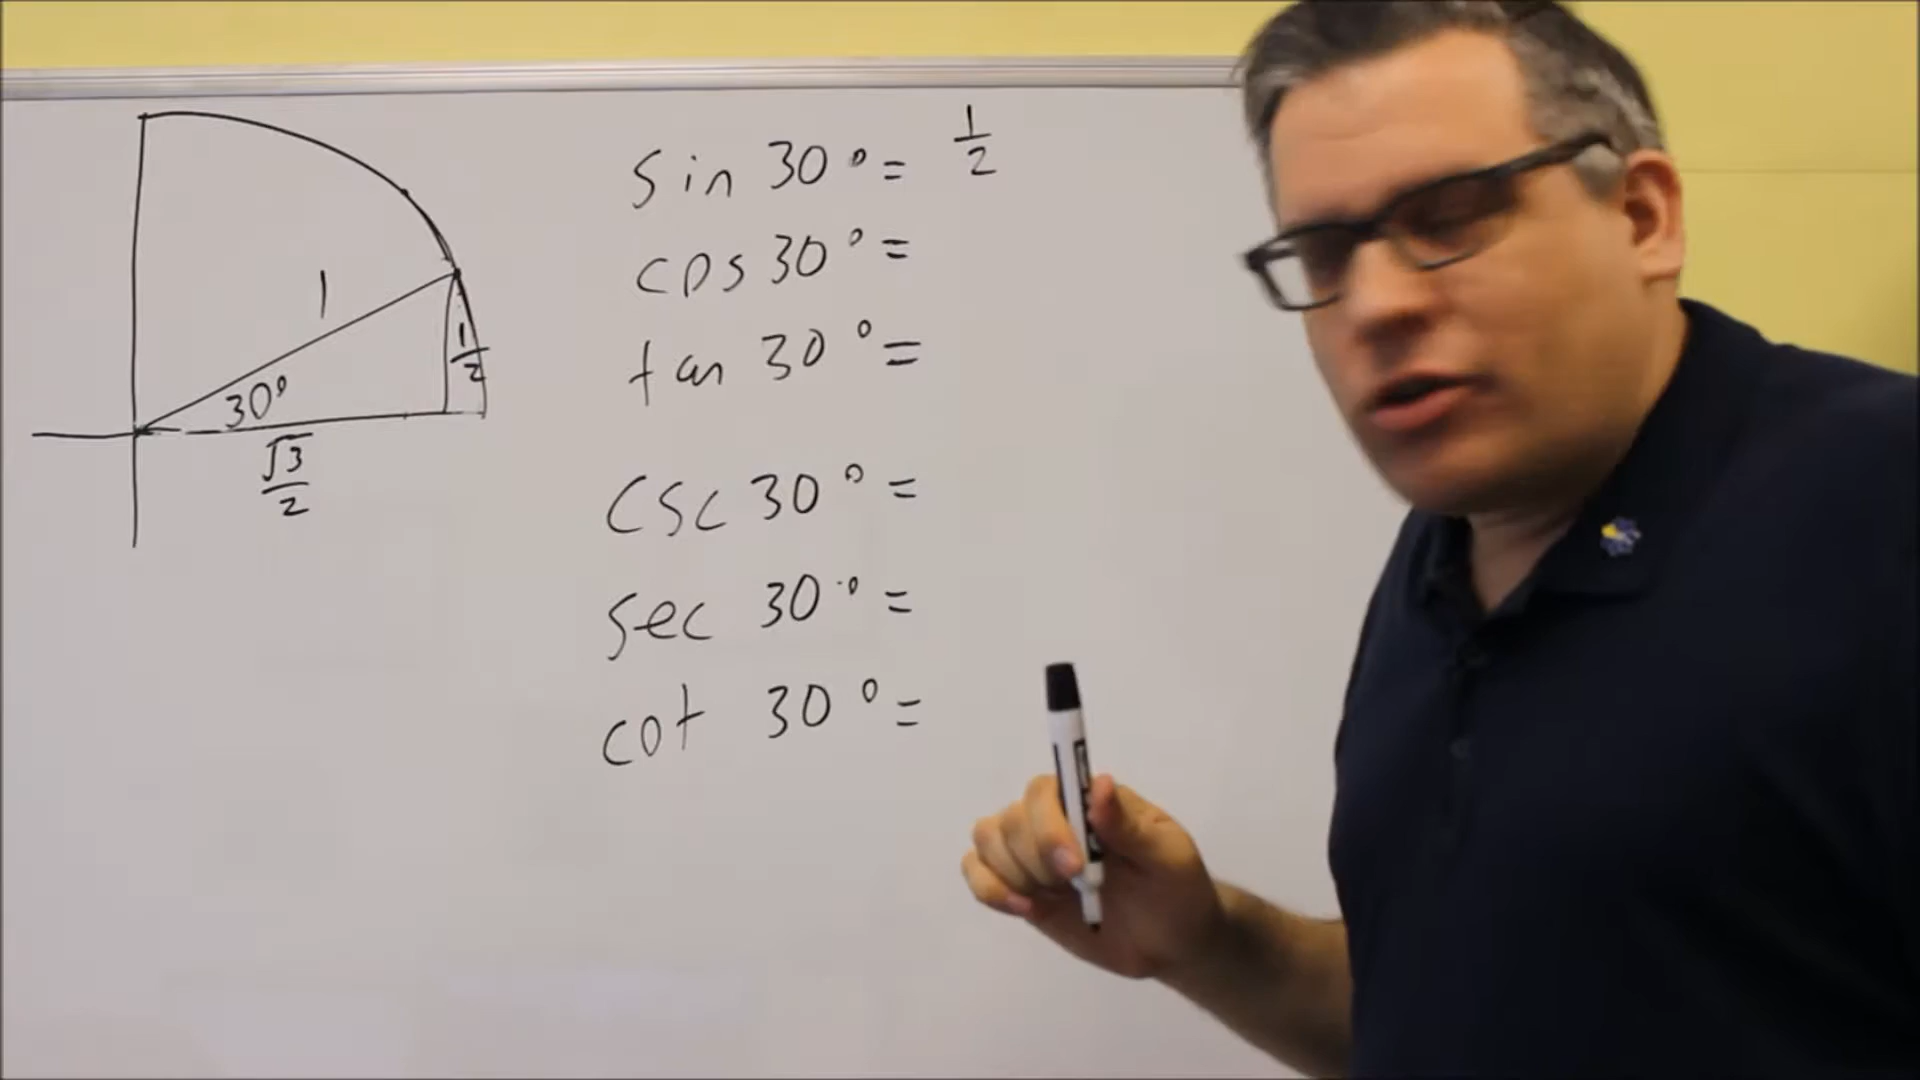 sin 30° = 1/2
cos 30° =
tan 30° =
csc 30° =
sec 30° =
cot 30° =
1
1/2
30°
√3/2